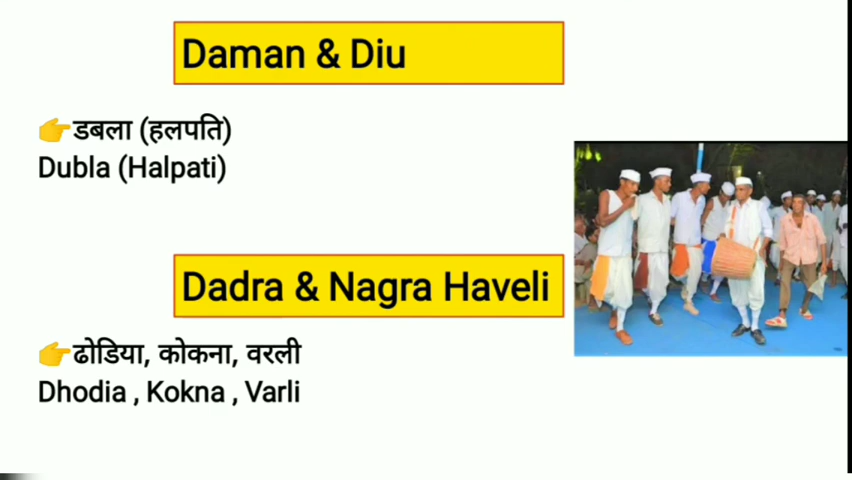 Daman & Diu
👉डबला (हलपति)
Dubla (Halpati)
Dadra & Nagra Haveli
👉ढोडिया, कोकना, वरली
Dhodia , Kokna , Varli